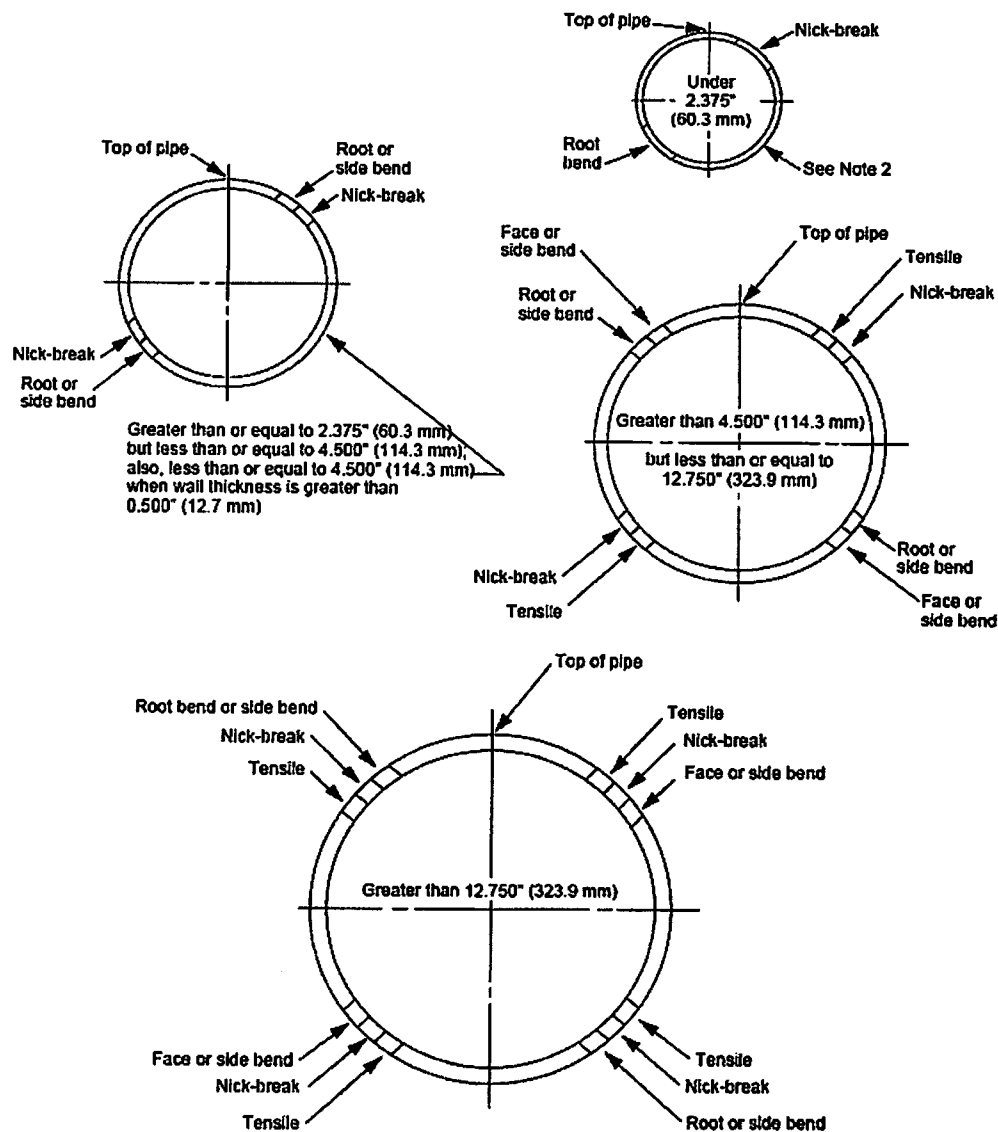 Top of pipe
Nick-break
Under
2.375"
(60.3 mm)
Root
bend
See Note 2
Top of pipe
Root or
side bend
Nick-break
Nick-break
Root or
side bend
Greater than or equal to 2.375" (60.3 mm)
but less than or equal to 4.500" (114.3 mm);
also, less than or equal to 4.500" (114.3 mm)
when wall thickness is greater than
0.500" (12.7 mm)
Face or
side bend
Root or
side bend
Top of pipe
Tensile
Nick-break
Greater than 4.500" (114.3 mm)
but less than or equal to
12.750" (323.9 mm)
Nick-break
Tensile
Root or
side bend
Face or
side bend
Top of pipe
Root bend or side bend
Nick-break
Tensile
Tensile
Nick-break
Face or side bend
Greater than 12.750" (323.9 mm)
Face or side bend
Nick-break
Tensile
Tensile
Nick-break
Root or side bend